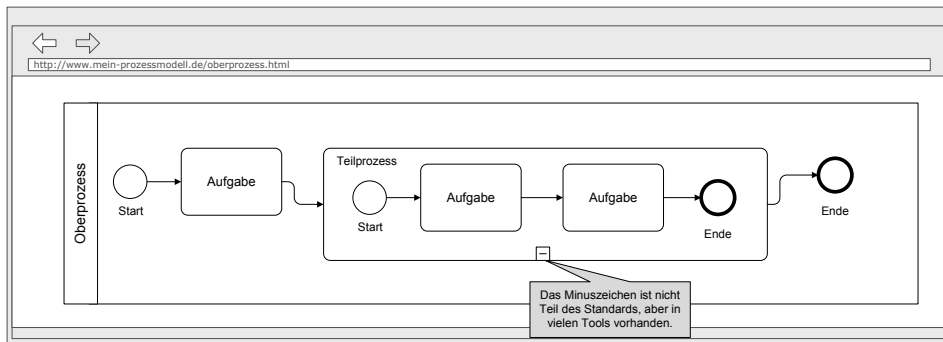 http://www.mein-prozessmodell.de/oberprozess.html
Oberprozess
Start
Aufgabe
Teilprozess
Start
Aufgabe
Aufgabe
Ende
Ende
Das Minuszeichen ist nicht
Teil des Standards, aber in
vielen Tools vorhanden.